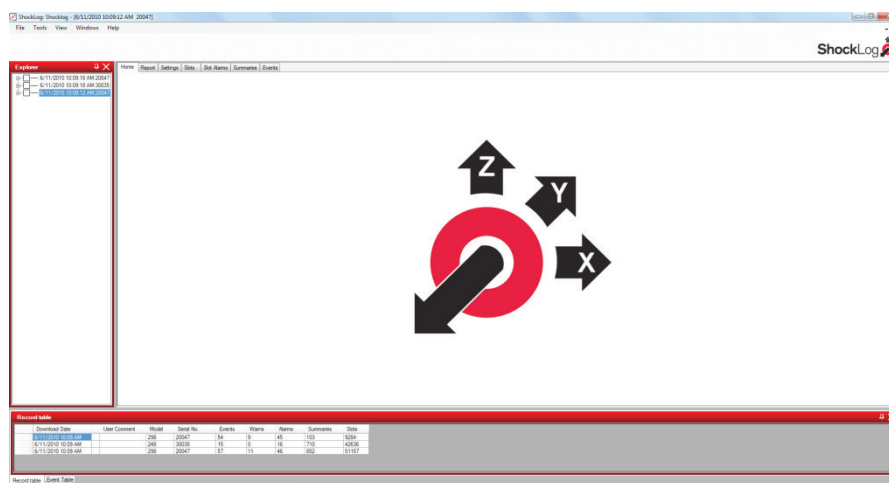 ShockLog: Shocklog - [6/11/2010 10:09:12 AM 20047]
File Tools View Windows Help
ShockLog
Explorer
Home Report Settings Slots Slot Alarms Summaries Events
6/11/2010 10:09:18 AM 20047
6/11/2010 10:09:18 AM 30035
6/11/2010 10:09:12 AM 20047
Z
Y
X
Record table
Download Date User Comment Model Serial No. Events Warns Alarms Summaries Slots
6/11/2010 10:09 AM 298 20047 54 9 45 103 9284
6/11/2010 10:09 AM 248 30035 15 0 16 710 42636
6/11/2010 10:09 AM 298 20047 57 11 46 852 51157
Record table Event Table